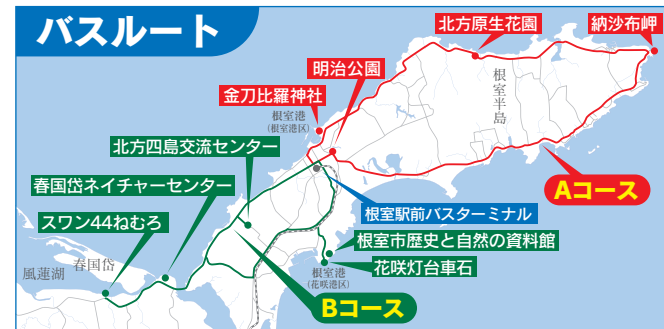 バスルート
北方原生花園
納沙布岬
明治公園
金刀比羅神社
根室半島
根室港
(根室港区)
北方四島交流センター
Aコース
春国岱ネイチャーセンター
根室駅前バスターミナル
スワン44ねむろ
根室市歴史と自然の資料館
春国岱
風蓮湖
花咲灯台車石
根室港
(花咲港区)
Bコース